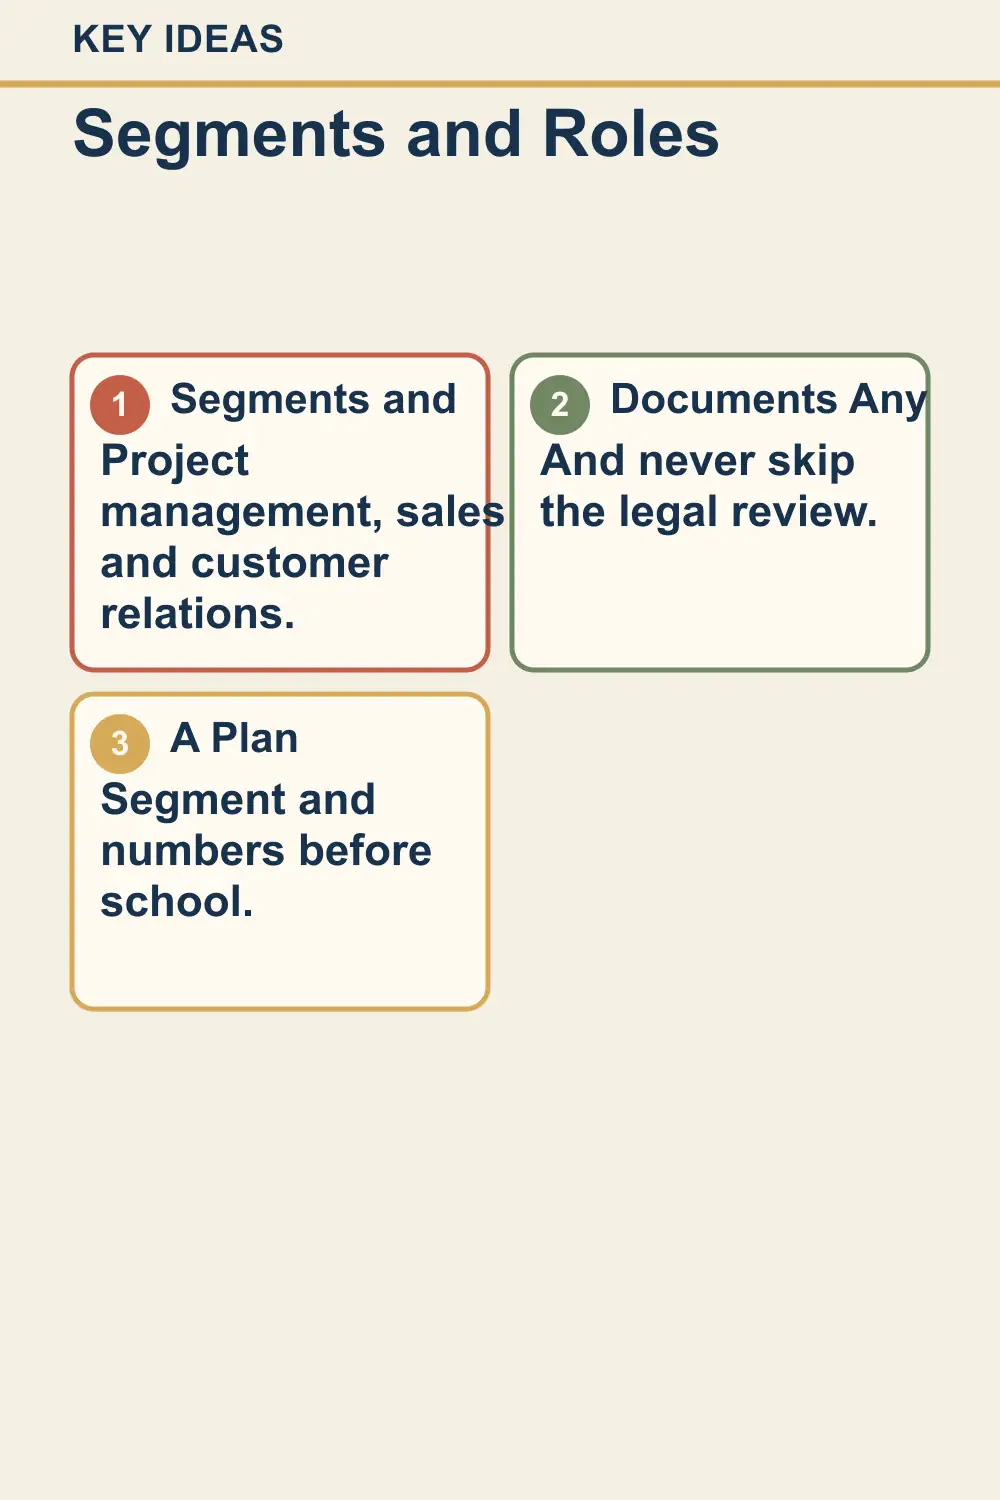 KEY IDEAS
Segments and Roles
1 Segments and
Project
management, sales
and customer
relations.
2 Documents Any
And never skip
the legal review.
3 A Plan
Segment and
numbers before
school.